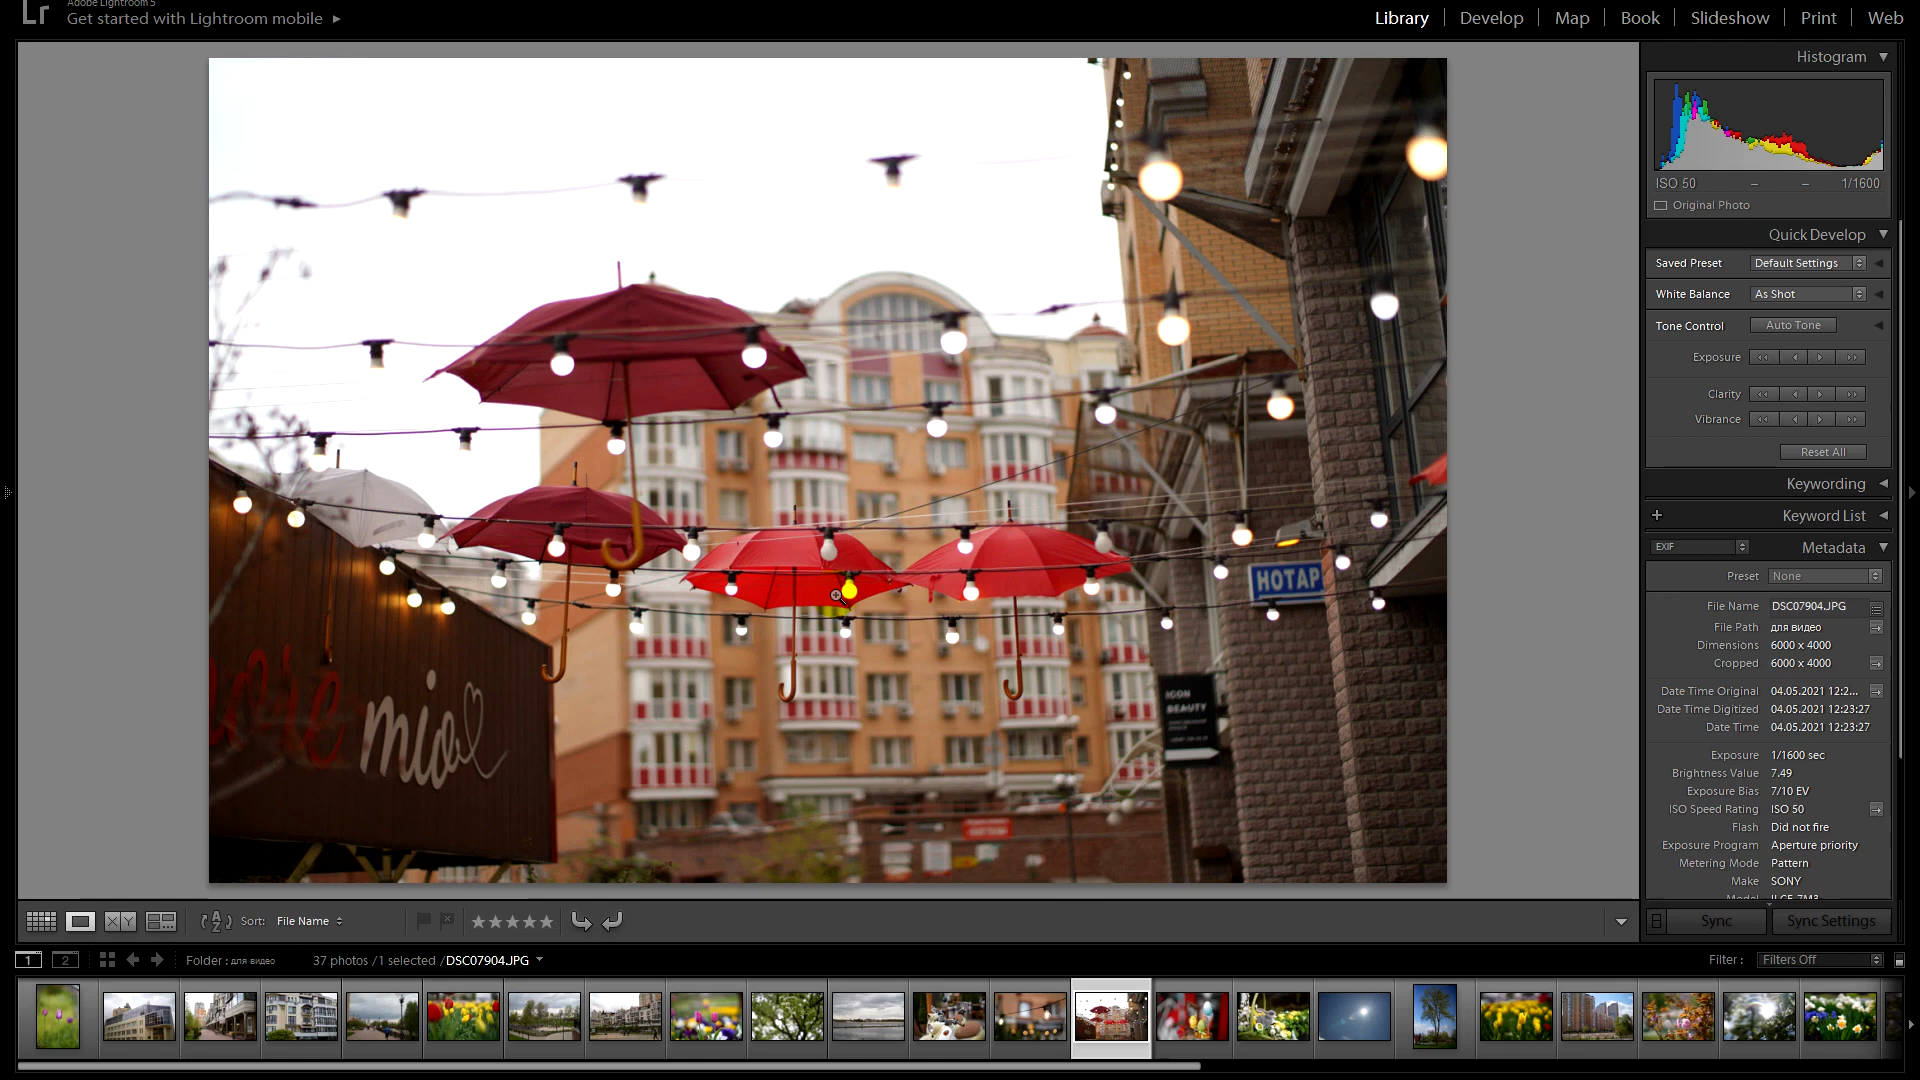 Lr
Adobe Lightroom 5
Get started with Lightroom mobile
Library
Develop
Map
Book
Slideshow
Print
Web
Histogram
ISO 50
–
–
1/1600
Original Photo
Quick Develop
Saved Preset Default Settings
White Balance As Shot
Tone Control Auto Tone
Exposure
Clarity
Vibrance
Reset All
Keywording
+ Keyword List
EXIF Metadata
Preset None
File Name DSC07904.JPG
File Path для видео
Dimensions 6000 x 4000
Cropped 6000 x 4000
Date Time Original 04.05.2021 12:2...
Date Time Digitized 04.05.2021 12:23:27
Date Time 04.05.2021 12:23:27
Exposure 1/1600 sec
Brightness Value 7.49
Exposure Bias 7/10 EV
ISO Speed Rating ISO 50
Flash Did not fire
Exposure Program Aperture priority
Metering Mode Pattern
Make SONY
Model ILCE-7M3
Sync
Sync Settings
НОТАР
ICON
BEAUTY
more
mio
X Y
A
Z
Sort: File Name
1
2
Folder : для видео
37 photos / 1 selected / DSC07904.JPG
Filter : Filters Off